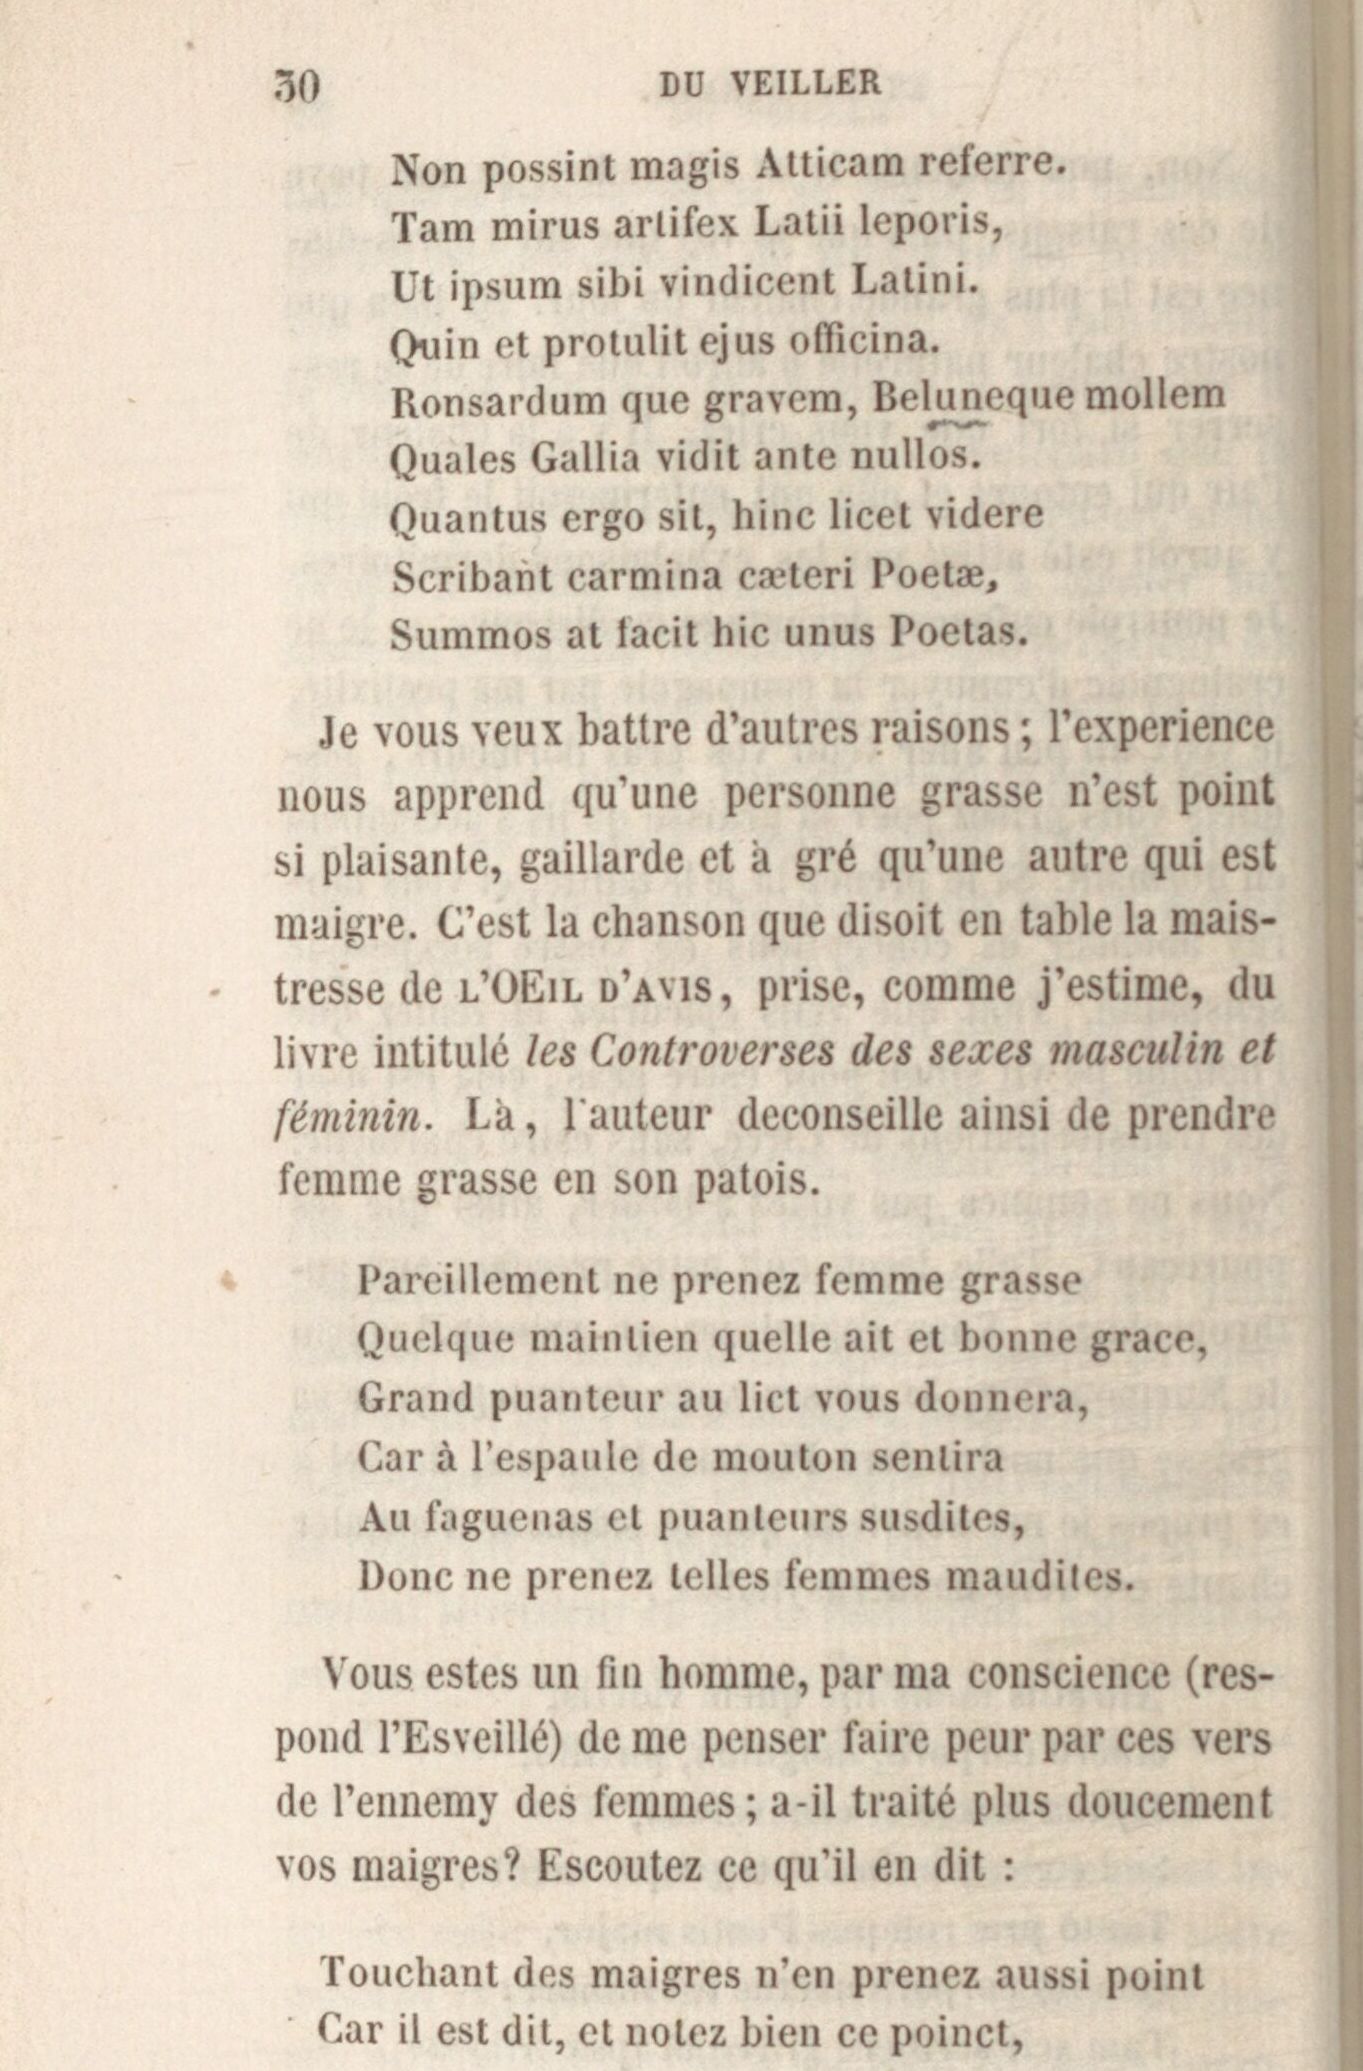 30 DU VEILLER
Non possint magis Atticam referre.
Tam mirus artifex Latii leporis,
Ut ipsum sibi vindicent Latini.
Quin et protulit ejus officina.
Ronsardum que gravem, Beluneque mollem
Quales Gallia vidit ante nullos.
Quantus ergo sit, hinc licet videre
Scribant carmina cæteri Poetæ,
Summos at facit hic unus Poetas.
Je vous veux battre d'autres raisons ; l'experience
nous apprend qu'une personne grasse n'est point
si plaisante, gaillarde et à gré qu'une autre qui est
maigre. C'est la chanson que disoit en table la mais-
tresse de L'OEIL D'AVIS, prise, comme j'estime, du
livre intitulé les Controverses des sexes masculin et
féminin. Là, l'auteur deconseille ainsi de prendre
femme grasse en son patois.
Pareillement ne prenez femme grasse
Quelque maintien quelle ait et bonne grace,
Grand puanteur au lict vous donnera,
Car à l'espaule de mouton sentira
Au faguenas et puanteurs susdites,
Donc ne prenez telles femmes maudites.
Vous estes un fin homme, par ma conscience (res-
pond l'Esveillé) de me penser faire peur par ces vers
de l'ennemy des femmes ; a-il traité plus doucement
vos maigres? Escoutez ce qu'il en dit :
Touchant des maigres n'en prenez aussi point
Car il est dit, et notez bien ce poinct,